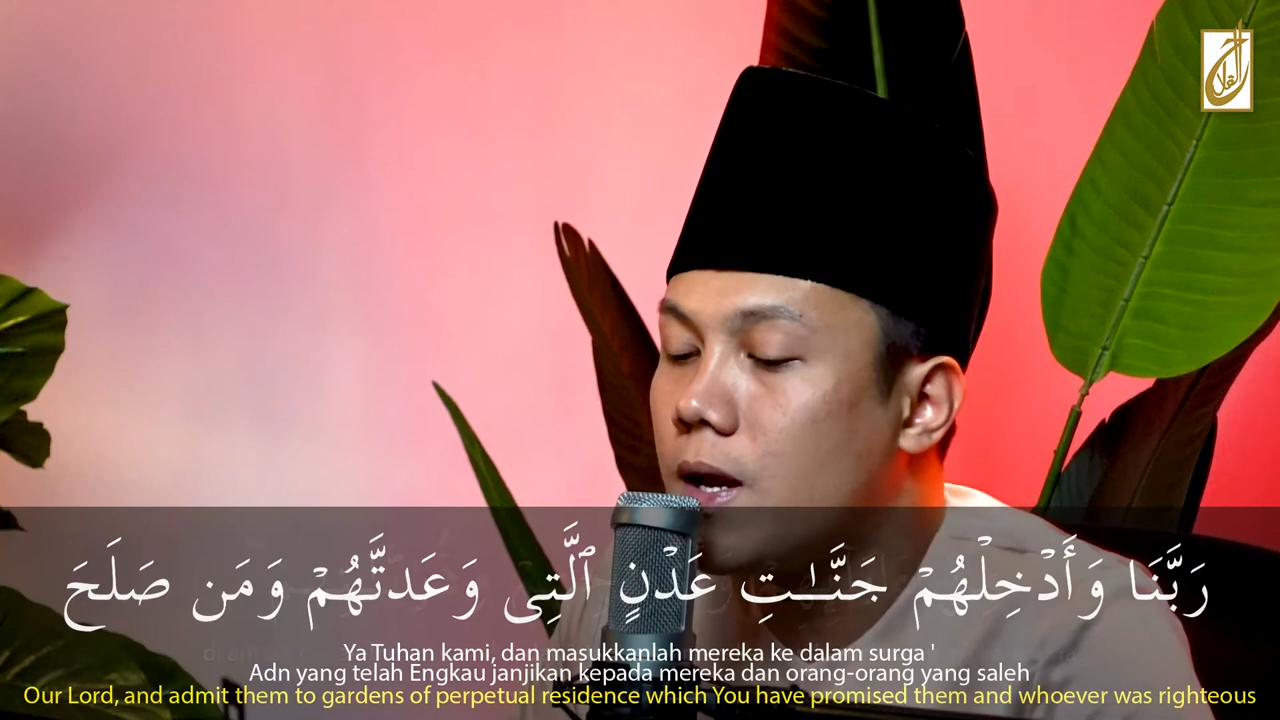 رَبَّنَا وَأَدْخِلْهُمْ جَنَّـٰتِ عَدْنٍ ٱلَّتِى وَعَدتَّهُمْ وَمَن صَلَحَ
Ya Tuhan kami, dan masukkanlah mereka ke dalam surga '
Adn yang telah Engkau janjikan kepada mereka dan orang-orang yang saleh
Our Lord, and admit them to gardens of perpetual residence which You have promised them and whoever was righteous